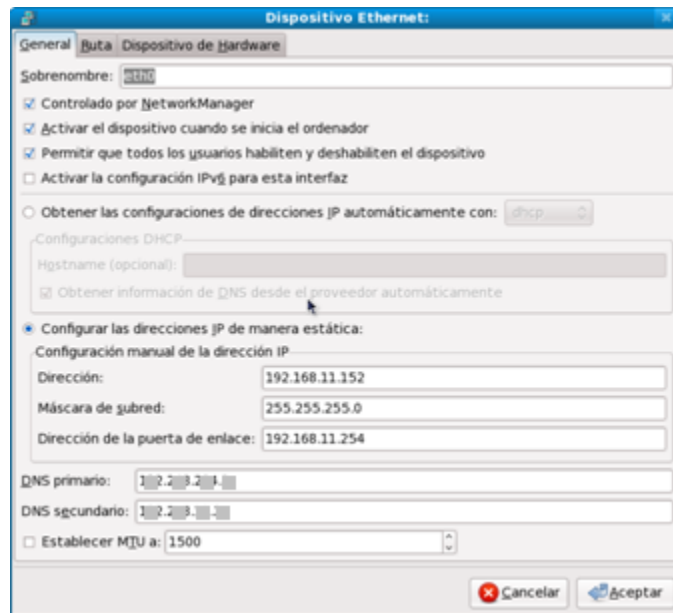 Dispositivo Ethernet:
General Ruta Dispositivo de Hardware
Sobrenombre: eth0
Controlado por NetworkManager
Activar el dispositivo cuando se inicia el ordenador
Permitir que todos los usuarios habiliten y deshabiliten el dispositivo
Activar la configuración IPv6 para esta interfaz
Obtener las configuraciones de direcciones IP automáticamente con: dhcp
Configuraciones DHCP
Hostname (opcional):
Obtener información de DNS desde el proveedor automáticamente
Configurar las direcciones IP de manera estática:
Configuración manual de la dirección IP
Dirección: 192.168.11.152
Máscara de subred: 255.255.255.0
Dirección de la puerta de enlace: 192.168.11.254
DNS primario:
DNS secundario:
Establecer MTU a: 1500
Cancelar Aceptar